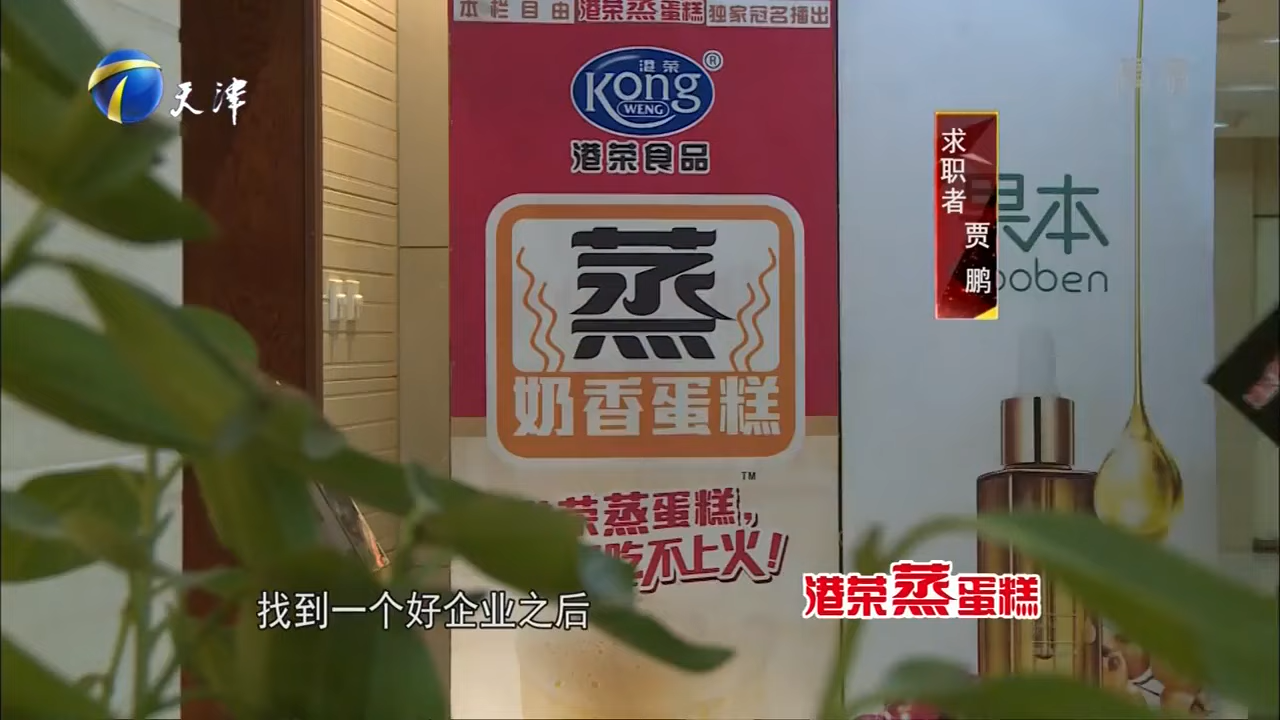 本栏目由港荣蒸蛋糕独家冠名播出
天津
港荣
Kong
WENG
®
港荣食品
蒸
奶香蛋糕
TM
荣蒸蛋糕,
吃不上火!
求职者
贾鹏
本
oben
港荣蒸蛋糕
找到一个好企业之后